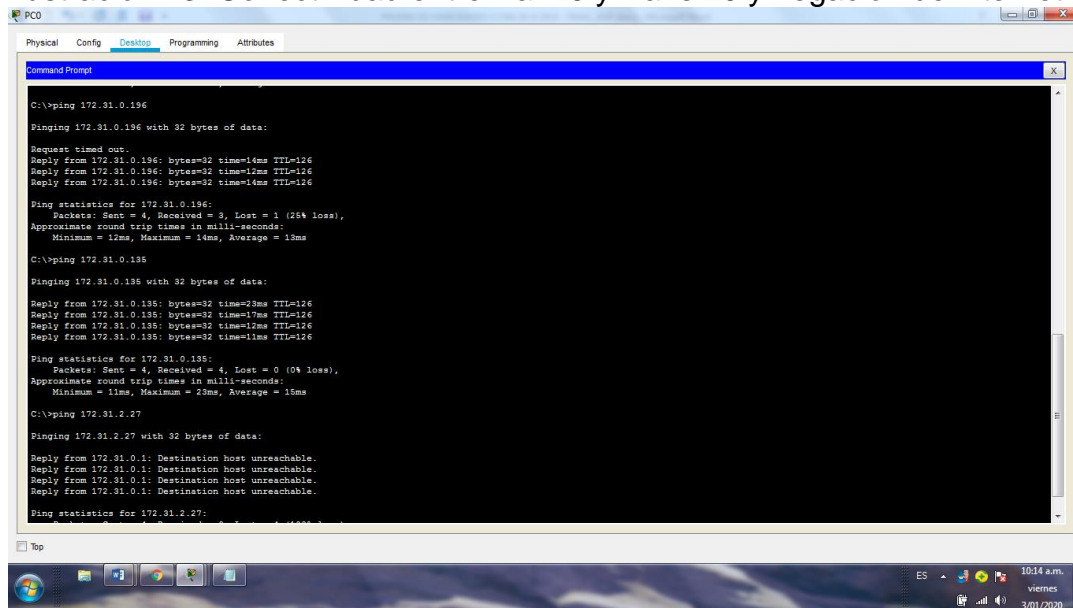 PC0
Physical Config Desktop Programming Attributes
Command Prompt
X
C:\>ping 172.31.0.196
Pinging 172.31.0.196 with 32 bytes of data:
Request timed out.
Reply from 172.31.0.196: bytes=32 time=14ms TTL=126
Reply from 172.31.0.196: bytes=32 time=12ms TTL=126
Reply from 172.31.0.196: bytes=32 time=14ms TTL=126
Ping statistics for 172.31.0.196:
Packets: Sent = 4, Received = 3, Lost = 1 (25% loss),
Approximate round trip times in milli-seconds:
Minimum = 12ms, Maximum = 14ms, Average = 13ms
C:\>ping 172.31.0.135
Pinging 172.31.0.135 with 32 bytes of data:
Reply from 172.31.0.135: bytes=32 time=23ms TTL=126
Reply from 172.31.0.135: bytes=32 time=17ms TTL=126
Reply from 172.31.0.135: bytes=32 time=12ms TTL=126
Reply from 172.31.0.135: bytes=32 time=11ms TTL=126
Ping statistics for 172.31.0.135:
Packets: Sent = 4, Received = 4, Lost = 0 (0% loss),
Approximate round trip times in milli-seconds:
Minimum = 11ms, Maximum = 23ms, Average = 15ms
C:\>ping 172.31.2.27
Pinging 172.31.2.27 with 32 bytes of data:
Reply from 172.31.0.1: Destination host unreachable.
Reply from 172.31.0.1: Destination host unreachable.
Reply from 172.31.0.1: Destination host unreachable.
Reply from 172.31.0.1: Destination host unreachable.
Ping statistics for 172.31.2.27:
Top
ES
10:14 a.m.
viernes
3/01/2020